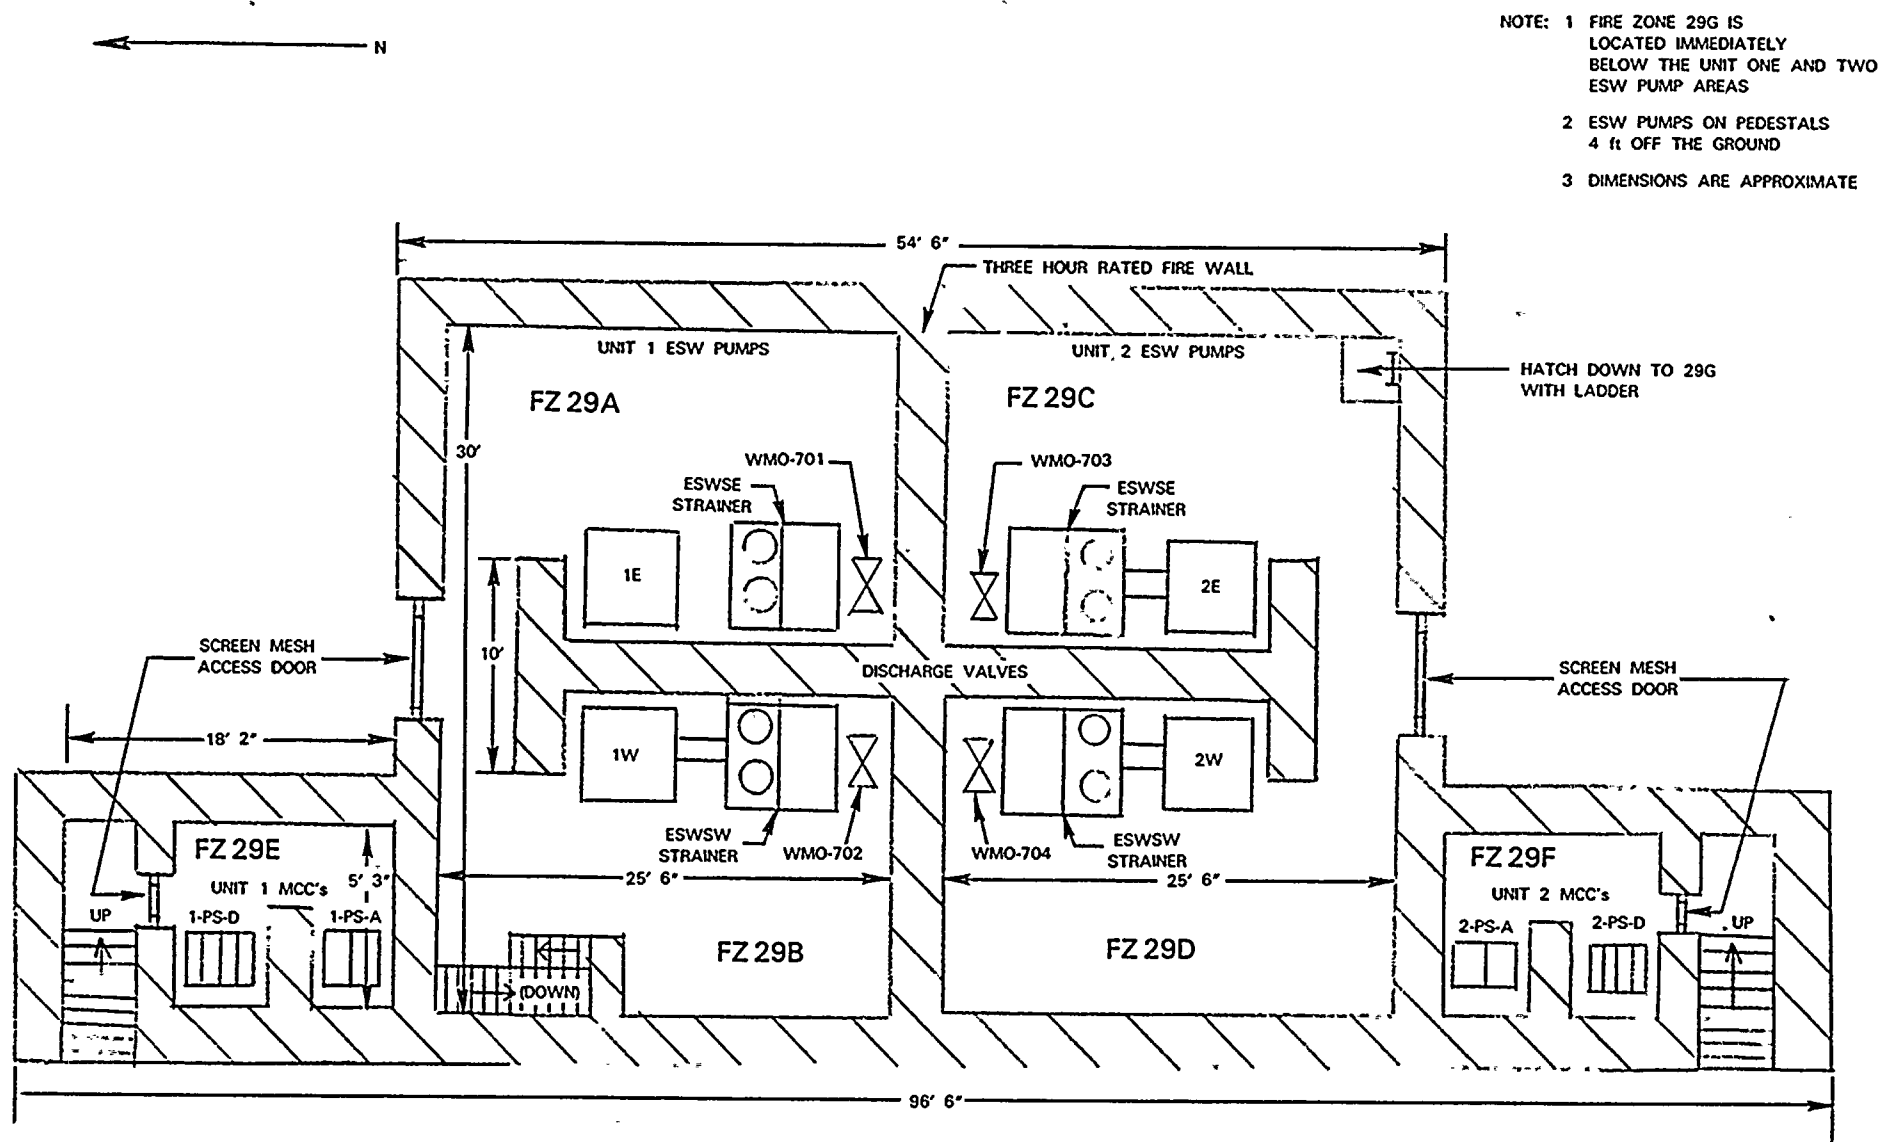 N
NOTE: 1 FIRE ZONE 29G IS
LOCATED IMMEDIATELY
BELOW THE UNIT ONE AND TWO
ESW PUMP AREAS
2 ESW PUMPS ON PEDESTALS
4 ft OFF THE GROUND
3 DIMENSIONS ARE APPROXIMATE
54' 6"
THREE HOUR RATED FIRE WALL
UNIT 1 ESW PUMPS
UNIT 2 ESW PUMPS
HATCH DOWN TO 29G
WITH LADDER
FZ 29A
FZ 29C
30'
WMO-701
WMO-703
ESWSE
STRAINER
ESWSE
STRAINER
1E
2E
10'
SCREEN MESH
ACCESS DOOR
DISCHARGE VALVES
SCREEN MESH
ACCESS DOOR
18' 2"
1W
2W
ESWSW
STRAINER
WMO-702
WMO-704
ESWSW
STRAINER
FZ 29E
FZ 29F
25' 6"
25' 6"
5' 3"
UNIT 1 MCC's
UNIT 2 MCC's
UP
1-PS-D
1-PS-A
2-PS-A
2-PS-D
UP
FZ 29B
FZ 29D
(DOWN)
96' 6"